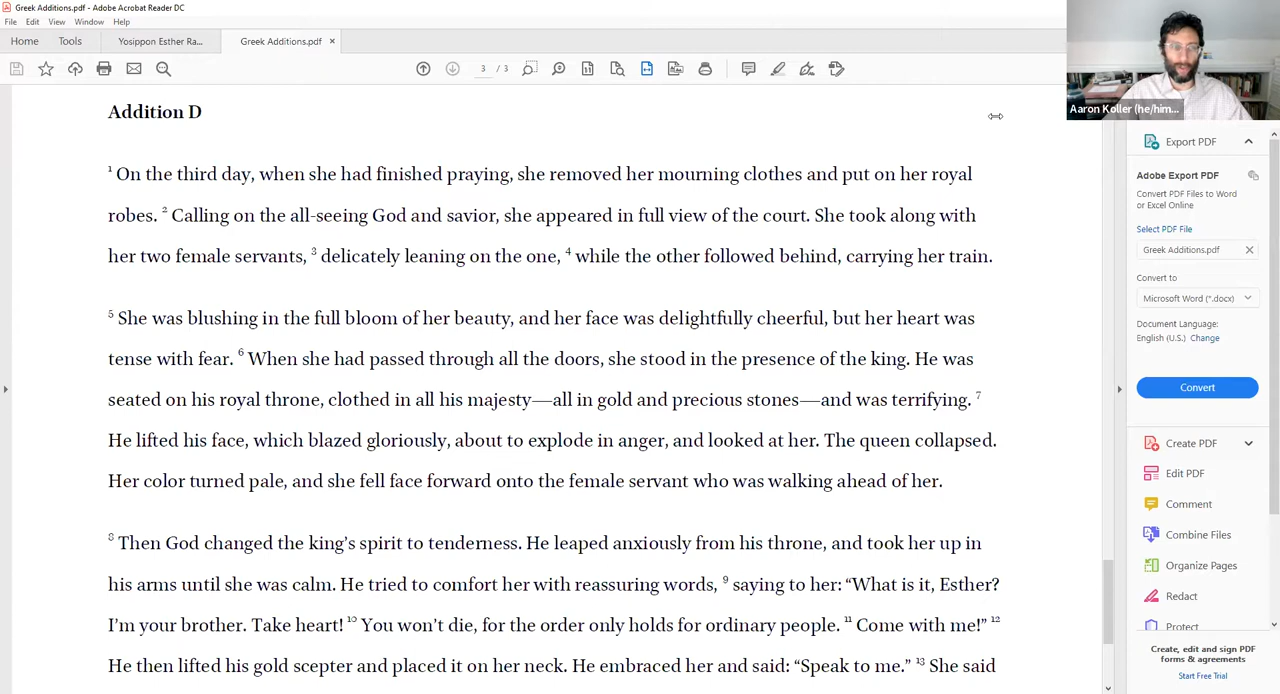 Greek Additions.pdf - Adobe Acrobat Reader DC
File Edit View Window Help
Home Tools Yosippon Esther Ra... Greek Additions.pdf ×
3 / 3
Aaron Koller (he/him...
Addition D
1 On the third day, when she had finished praying, she removed her mourning clothes and put on her royal
robes. 2 Calling on the all-seeing God and savior, she appeared in full view of the court. She took along with
her two female servants, 3 delicately leaning on the one, 4 while the other followed behind, carrying her train.
5 She was blushing in the full bloom of her beauty, and her face was delightfully cheerful, but her heart was
tense with fear. 6 When she had passed through all the doors, she stood in the presence of the king. He was
seated on his royal throne, clothed in all his majesty—all in gold and precious stones—and was terrifying. 7
He lifted his face, which blazed gloriously, about to explode in anger, and looked at her. The queen collapsed.
Her color turned pale, and she fell face forward onto the female servant who was walking ahead of her.
8 Then God changed the king's spirit to tenderness. He leaped anxiously from his throne, and took her up in
his arms until she was calm. He tried to comfort her with reassuring words, 9 saying to her: “What is it, Esther?
I'm your brother. Take heart! 10 You won't die, for the order only holds for ordinary people. 11 Come with me!” 12
He then lifted his gold scepter and placed it on her neck. He embraced her and said: “Speak to me.” 13 She said
Export PDF
Adobe Export PDF
Convert PDF Files to Word
or Excel Online
Select PDF File
Greek Additions.pdf
Convert to
Microsoft Word (*.docx)
Document Language:
English (U.S.) Change
Convert
Create PDF
Edit PDF
Comment
Combine Files
Organize Pages
Redact
Protect
Create, edit and sign PDF
forms & agreements
Start Free Trial